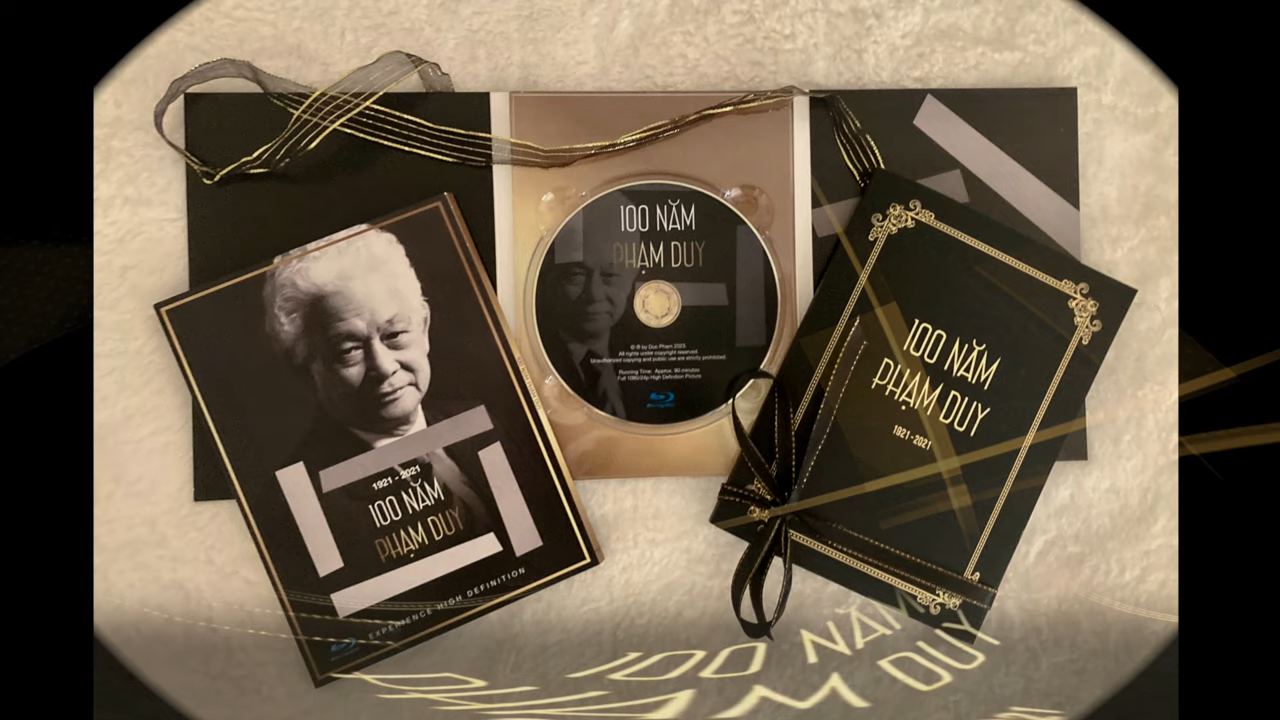 1921 - 2021
100 NĂM
PHẠM DUY
EXPERIENCE HIGH DEFINITION
100 NĂM
PHẠM DUY
© ℗ by Duc Pham 2023
All rights under copyright reserved.
Unauthorized copying and public use are strictly prohibited.
Running Time: Approx. 90 minutes
Full 1080/24p High Definition Picture
100 NĂM
PHẠM DUY
1921-2021
100 NĂM
PHẠM DUY